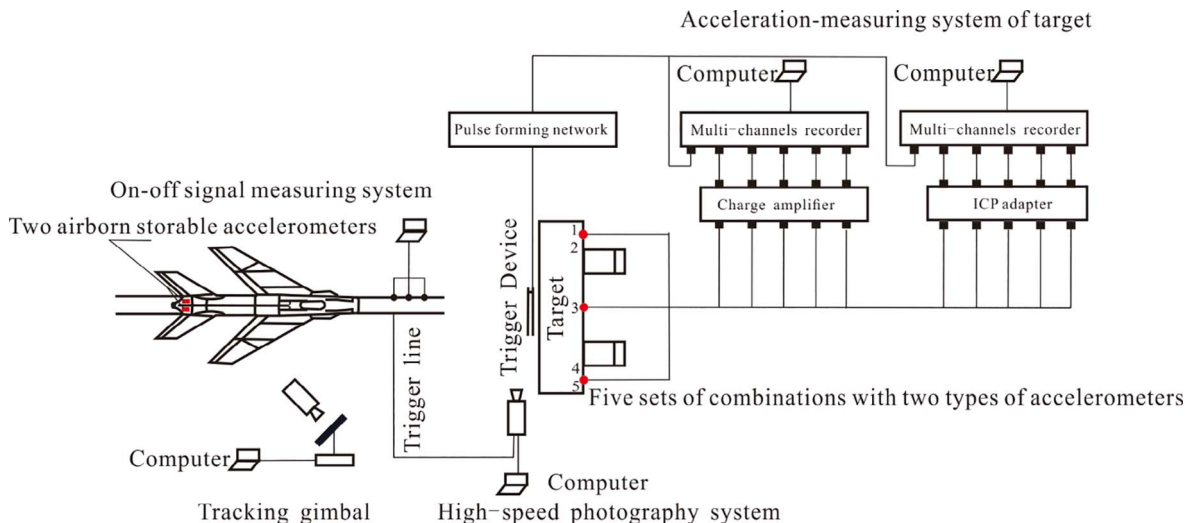 Acceleration-measuring system of target
Computer
Computer
Pulse forming network
Multi-channels recorder
Multi-channels recorder
On-off signal measuring system
Two airborn storable accelerometers
Charge amplifier
ICP adapter
Trigger Device
Target
1
2
3
4
5
Trigger line
Five sets of combinations with two types of accelerometers
Computer
Computer
Tracking gimbal
High-speed photography system